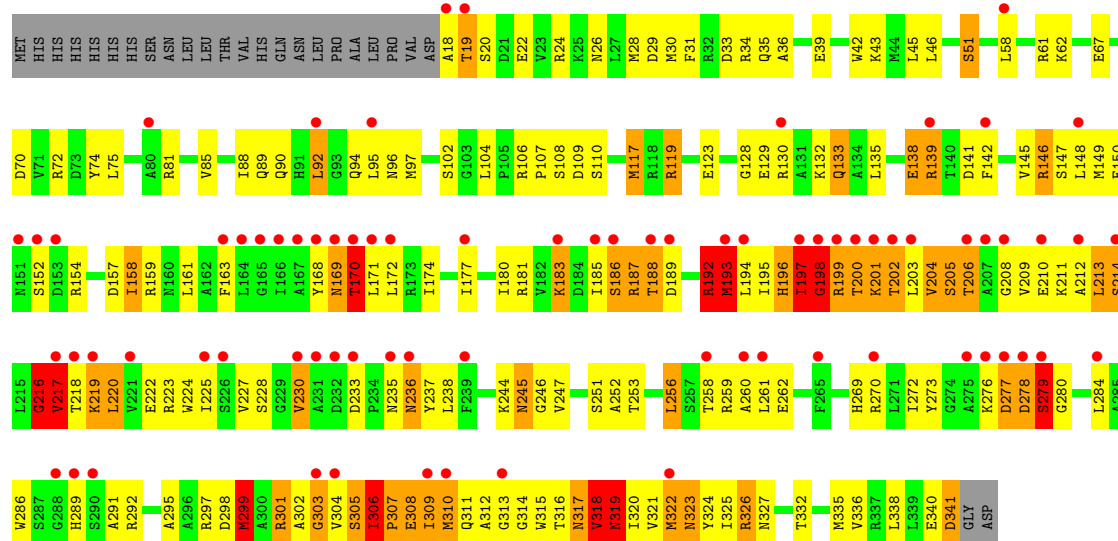 MET HIS HIS HIS HIS HIS HIS SER ASN LEU LEU THR VAL HIS GLN ASN LEU PRO ALA LEU PRO VAL ASP A18 T19 S20 D21 E22 V23 R24 K25 N26 L27 M28 D29 M30 F31 R32 D33 R34 Q35 A36 E39 W42 K43 M44 L45 L46 S51 L58 R61 K62 E67
D70 V71 R72 D73 Y74 L75 A80 R81 V85 I88 Q89 Q90 H91 L92 G93 Q94 L95 N96 M97 S102 G103 L104 P105 R106 P107 S108 D109 S110 M117 R118 R119 E123 G128 E129 R130 A131 K132 Q133 A134 L135 E138 R139 T140 D141 F142 V145 R146 S147 L148 M149 E150
N151 S152 D153 R154 D157 I158 R159 N160 L161 A162 F163 L164 G165 I166 A167 Y168 N169 T170 L171 L172 R173 I174 I177 I180 R181 V182 K183 D184 I185 S186 R187 T188 D189 R192 M193 L194 I195 H196 I197 G198 R199 T200 K201 T202 L203 V204 S205 T206 A207 G208 V209 E210 K211 A212 L213 S214
L215 G216 V217 T218 K219 L220 V221 E222 R223 W224 I225 S226 V227 S228 G229 V230 A231 D232 D233 P234 N235 N236 Y237 L238 F239 K244 N245 G246 V247 S251 A252 T253 L256 S257 T258 R259 A260 L261 E262 F265 H269 R270 L271 I272 Y273 G274 A275 K276 D277 D278 S279 G280 L284 A285
W286 S287 G288 H289 S290 A291 R292 A295 A296 R297 D298 M299 A300 R301 A302 G303 V304 S305 I306 P307 E308 I309 M310 Q311 A312 G313 G314 W315 T316 N317 V318 N319 I320 V321 M322 N323 Y324 I325 R326 N327 T332 M335 V336 R337 L338 L339 E340 D341 GLY ASP